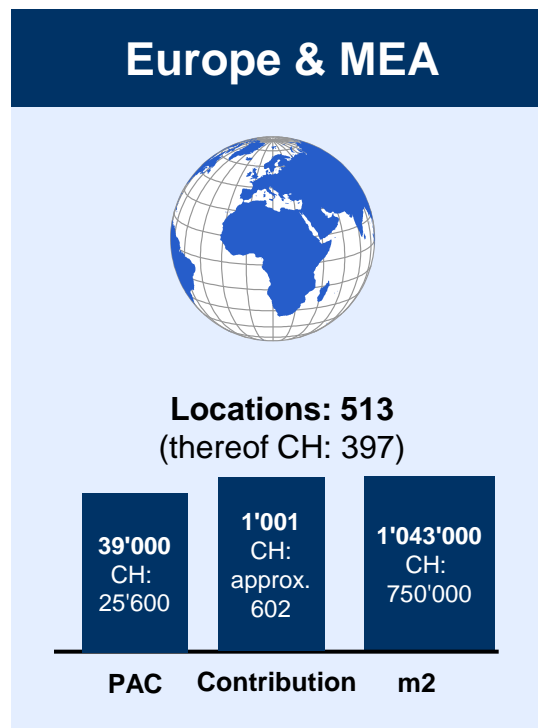 Europe & MEA
Locations: 513
(thereof CH: 397)
39'000
CH:
25'600
1'001
CH:
approx.
602
1'043'000
CH:
750'000
PAC
Contribution
m2